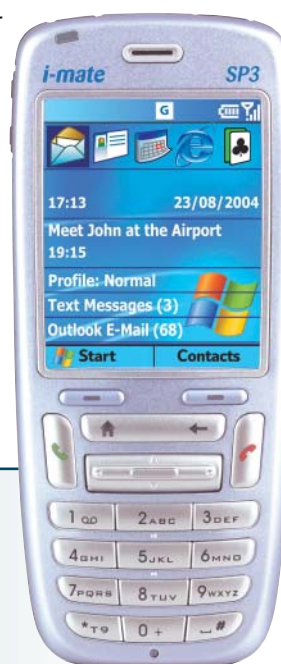 i-mate SP3
G
17:13 23/08/2004
Meet John at the Airport
19:15
Profile: Normal
Text Messages (3)
Outlook E-Mail (68)
Start Contacts
1 2ABC 3DEF
4GHI 5JKL 6MNO
7PQRS 8TUV 9WXYZ
*T9 0 + #